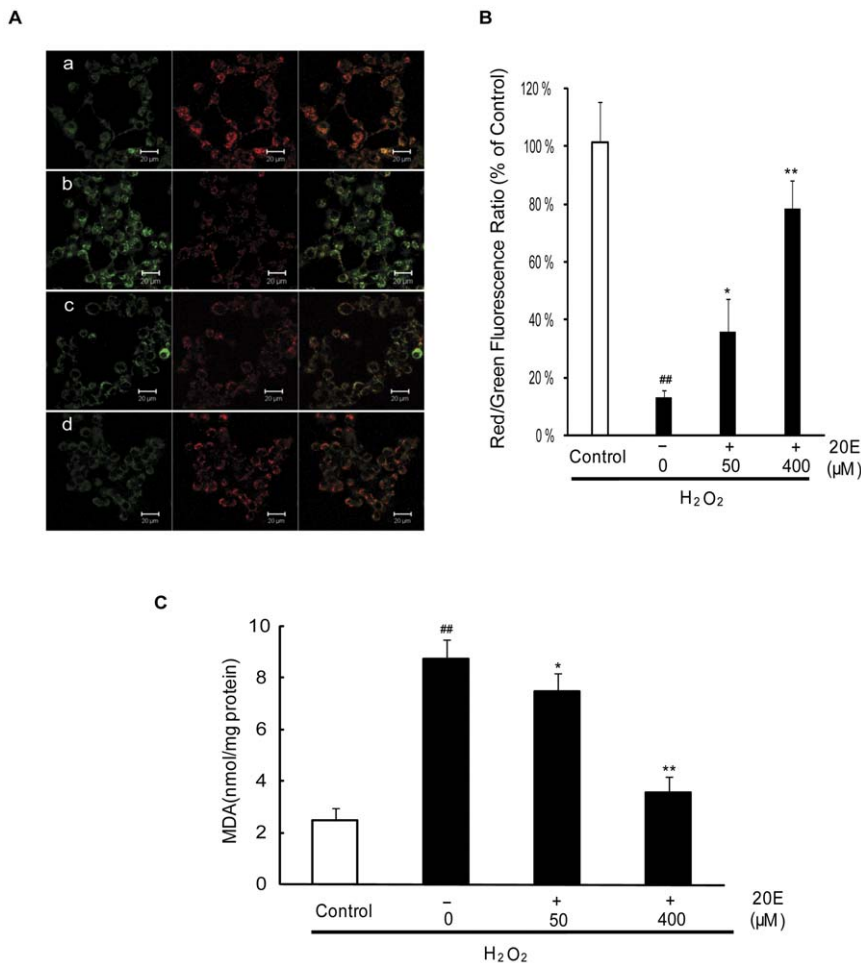 A
a
20 μm 20 μm 20 μm
b
20 μm 20 μm 20 μm
c
20 μm 20 μm 20 μm
d
20 μm 20 μm 20 μm
B
Red/Green Fluorescence Ratio (% of Control)
120 %
100 %
80 %
60 %
40 %
20 %
0 %
##
*
**
Control − + + 20E
0 50 400 (μM)
H₂O₂
C
MDA(nmol/mg protein)
10
8
6
4
2
0
##
*
**
Control − + + 20E
0 50 400 (μM)
H₂O₂